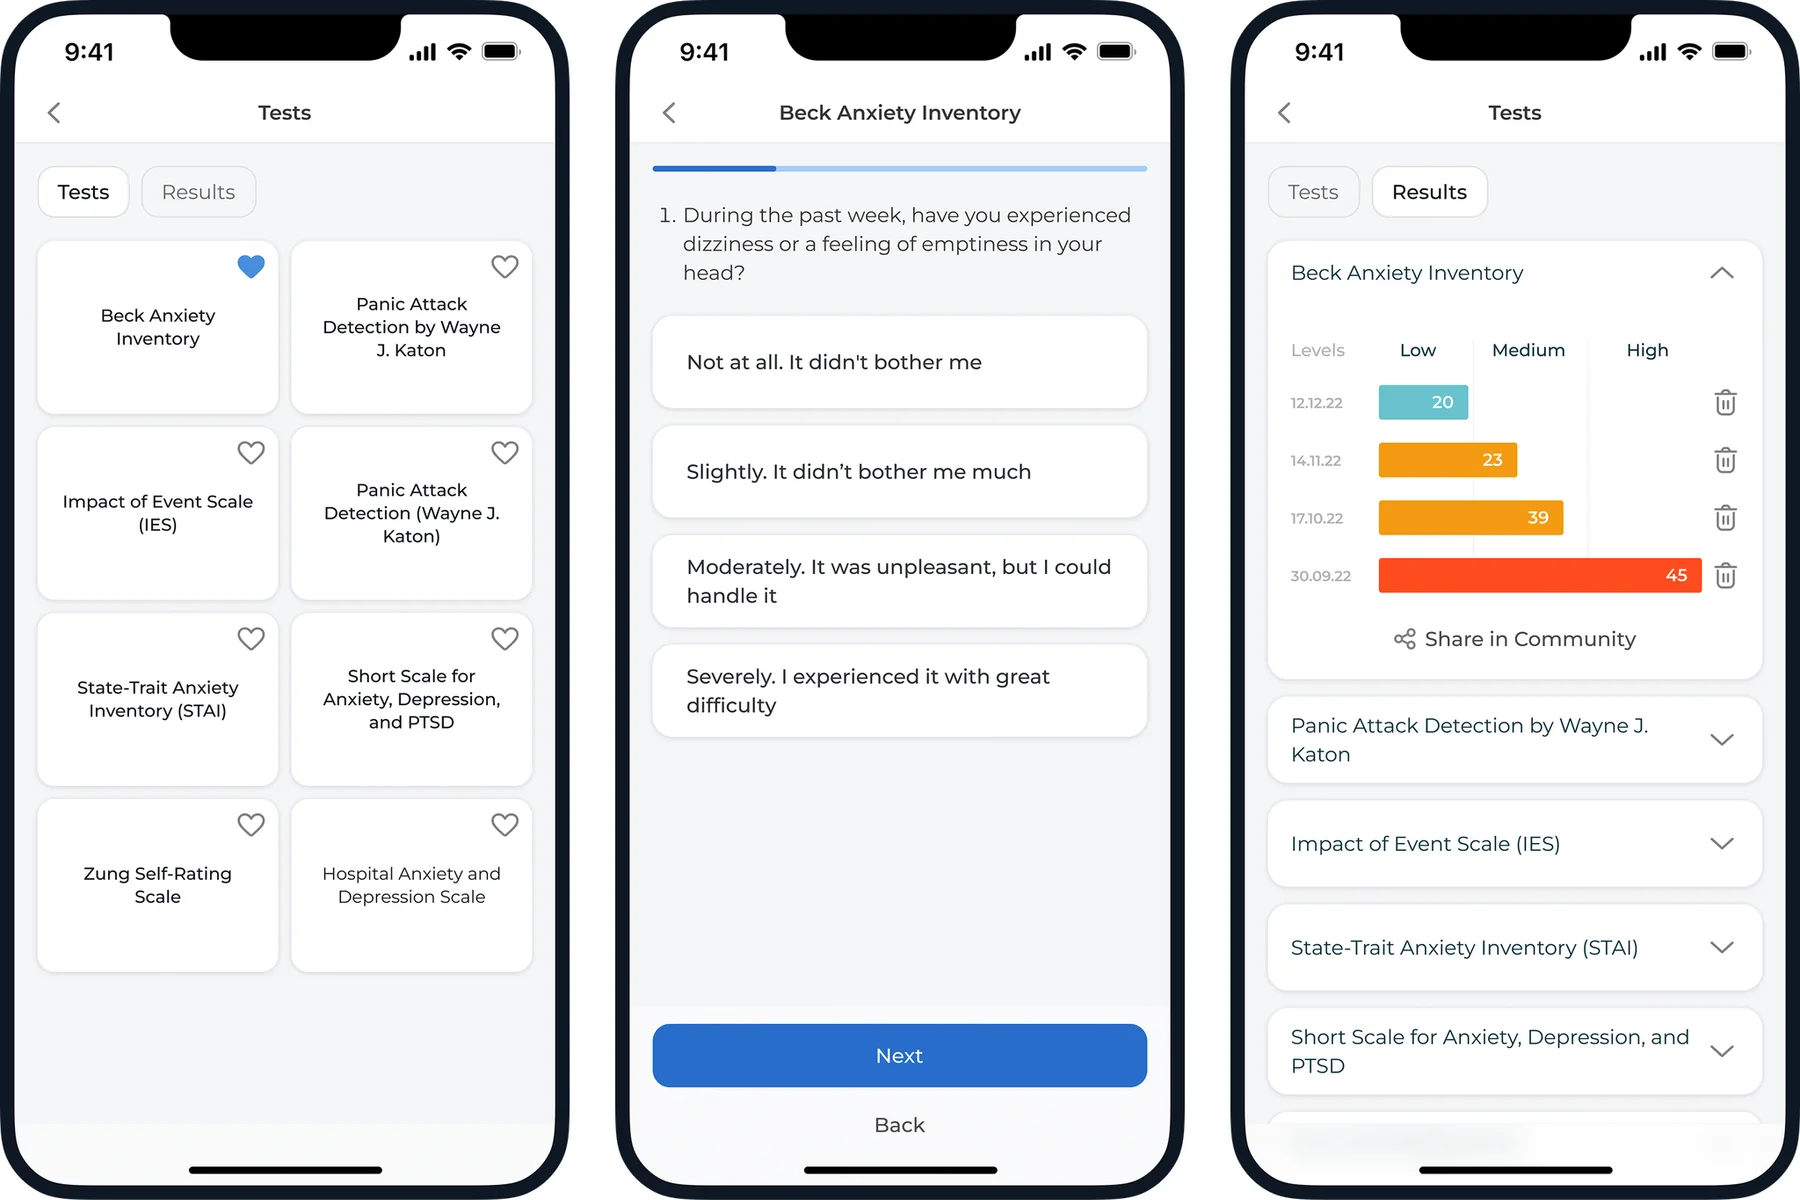 9:41
Tests
Tests
Results
Beck Anxiety
Inventory
Panic Attack
Detection by Wayne
J. Katon
Impact of Event Scale
(IES)
Panic Attack
Detection (Wayne J.
Katon)
State-Trait Anxiety
Inventory (STAI)
Short Scale for
Anxiety, Depression,
and PTSD
Zung Self-Rating
Scale
Hospital Anxiety and
Depression Scale
9:41
Beck Anxiety Inventory
1. During the past week, have you experienced
dizziness or a feeling of emptiness in your
head?
Not at all. It didn't bother me
Slightly. It didn’t bother me much
Moderately. It was unpleasant, but I could
handle it
Severely. I experienced it with great
difficulty
Next
Back
9:41
Tests
Tests
Results
Beck Anxiety Inventory
Levels Low Medium High
12.12.22 20
14.11.22 23
17.10.22 39
30.09.22 45
Share in Community
Panic Attack Detection by Wayne J.
Katon
Impact of Event Scale (IES)
State-Trait Anxiety Inventory (STAI)
Short Scale for Anxiety, Depression, and
PTSD